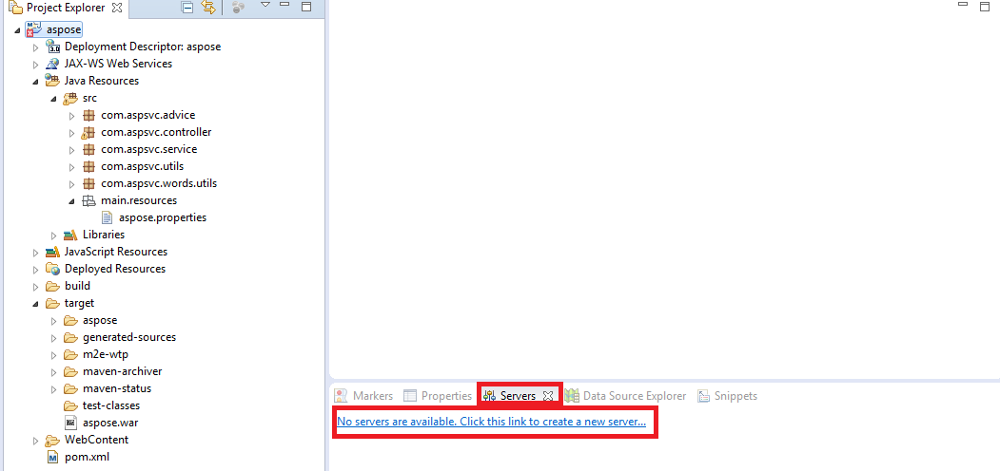 Project Explorer
aspose
3.0 Deployment Descriptor: aspose
JAX-WS Web Services
Java Resources
src
com.aspsvc.advice
com.aspsvc.controller
com.aspsvc.service
com.aspsvc.utils
com.aspsvc.words.utils
main.resources
aspose.properties
Libraries
JavaScript Resources
Deployed Resources
build
target
aspose
generated-sources
m2e-wtp
maven-archiver
maven-status
test-classes
aspose.war
WebContent
pom.xml
Markers Properties Servers Data Source Explorer Snippets
No servers are available. Click this link to create a new server...